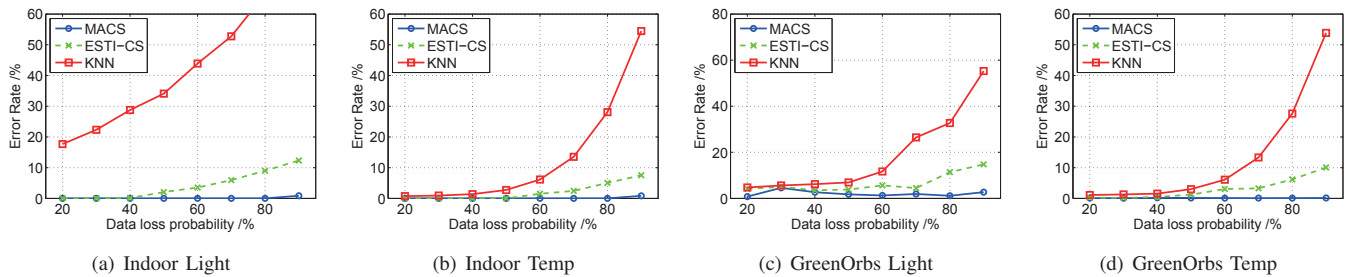 60
50
40
30
20
10
0
20
40
60
80
Error Rate /%
Data loss probability /%
MACS
ESTI−CS
KNN
(a) Indoor Light
60
50
40
30
20
10
0
20
40
60
80
Error Rate /%
Data loss probability /%
MACS
ESTI−CS
KNN
(b) Indoor Temp
80
60
40
20
0
20
40
60
80
Error Rate /%
Data loss probability /%
MACS
ESTI−CS
KNN
(c) GreenOrbs Light
60
50
40
30
20
10
0
20
40
60
80
Error Rate /%
Data loss probability /%
MACS
ESTI−CS
KNN
(d) GreenOrbs Temp